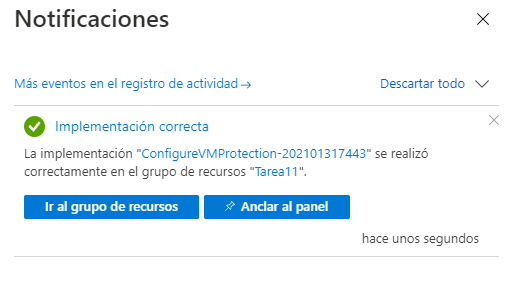 Notificaciones
Más eventos en el registro de actividad →
Descartar todo
Implementación correcta
La implementación "ConfigureVMProtection-202101317443" se realizó
correctamente en el grupo de recursos "Tarea11".
Ir al grupo de recursos
Anclar al panel
hace unos segundos